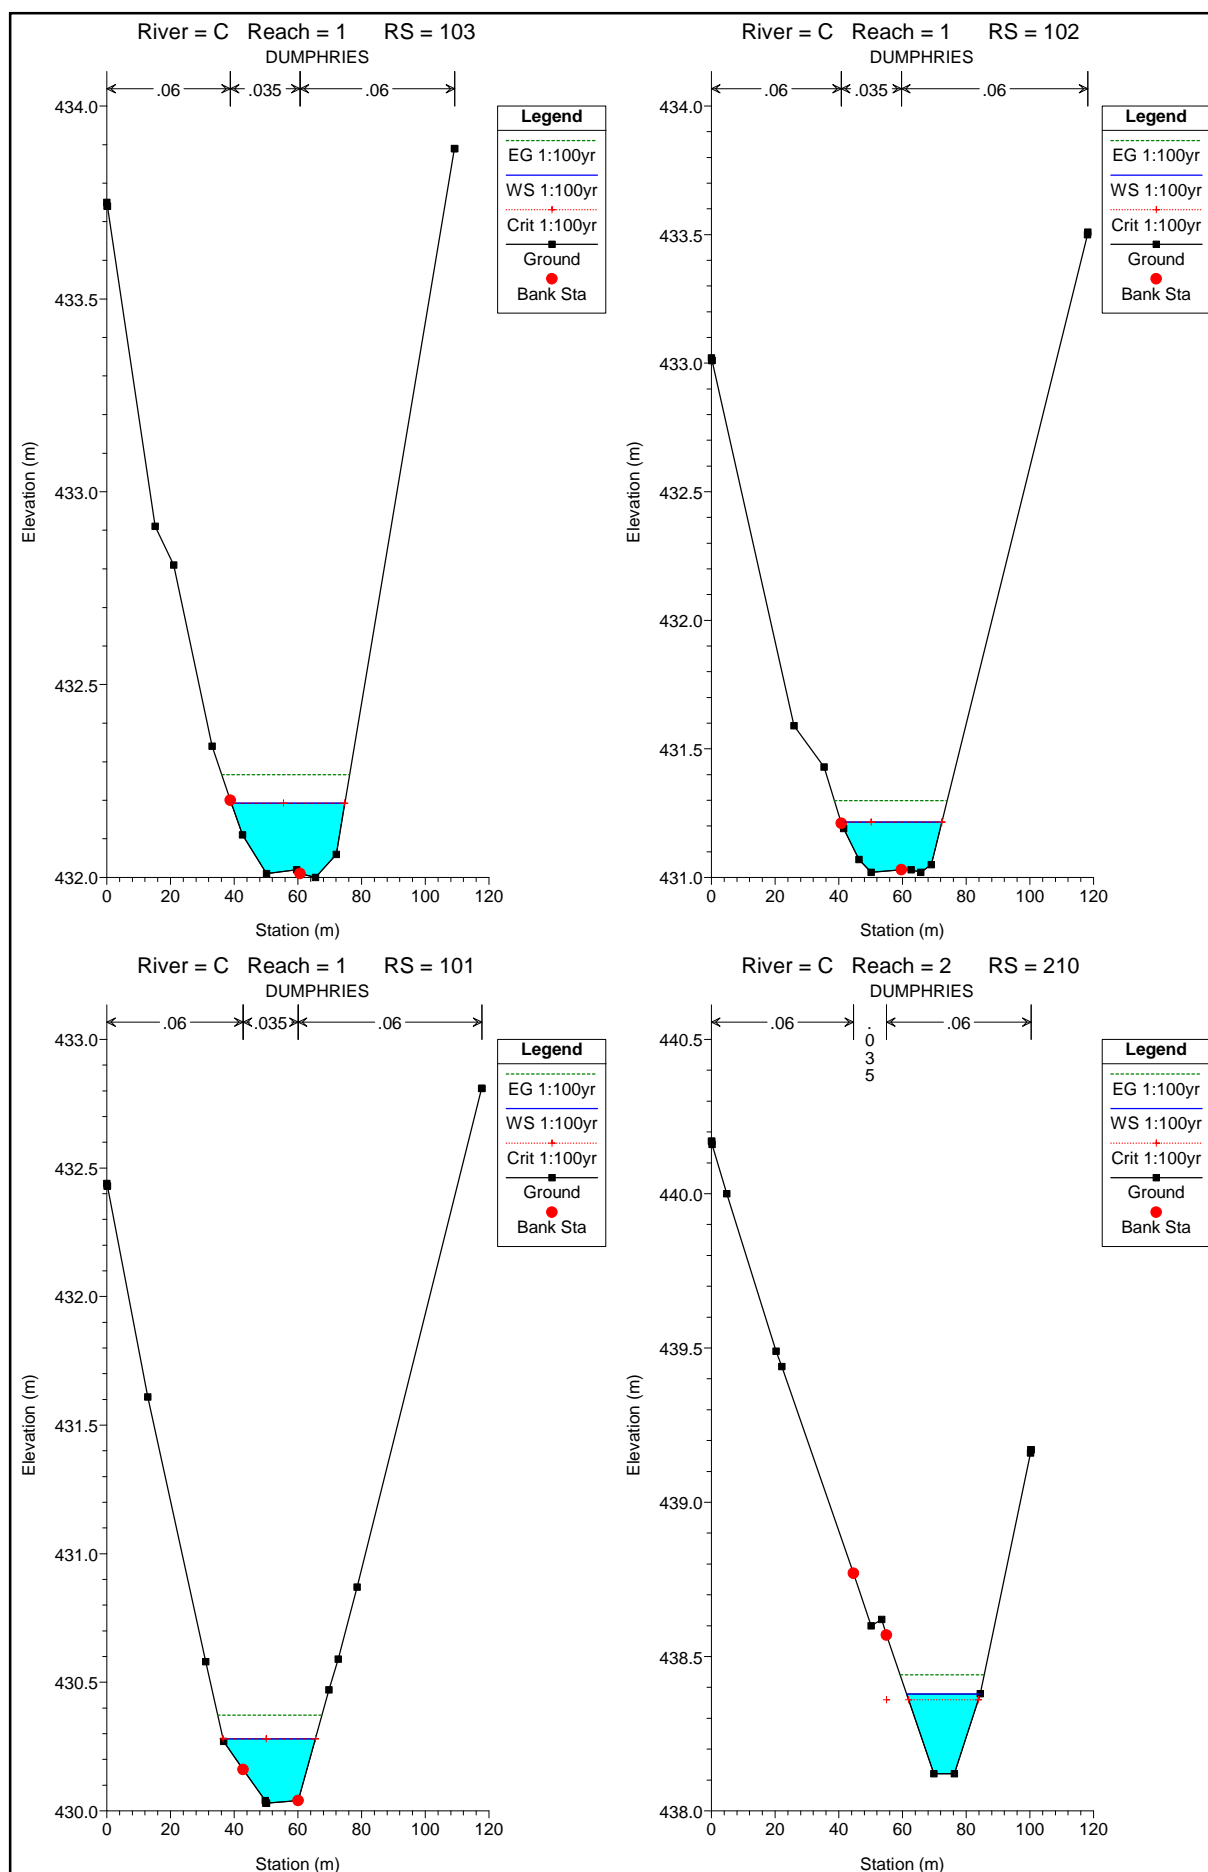 River = C   Reach = 1      RS = 103
DUMPHRIES
.06
.035
.06
Legend
EG 1:100yr
WS 1:100yr
Crit 1:100yr
Ground
Bank Sta
434.0
433.5
433.0
432.5
432.0
Elevation (m)
0 20 40 60 80 100 120
Station (m)
River = C   Reach = 1      RS = 102
DUMPHRIES
.06
.035
.06
Legend
EG 1:100yr
WS 1:100yr
Crit 1:100yr
Ground
Bank Sta
434.0
433.5
433.0
432.5
432.0
431.5
431.0
Elevation (m)
0 20 40 60 80 100 120
Station (m)
River = C   Reach = 1      RS = 101
DUMPHRIES
.06
.035
.06
Legend
EG 1:100yr
WS 1:100yr
Crit 1:100yr
Ground
Bank Sta
433.0
432.5
432.0
431.5
431.0
430.5
430.0
Elevation (m)
0 20 40 60 80 100 120
Station (m)
River = C   Reach = 2      RS = 210
DUMPHRIES
.06
.
0
3
5
.06
Legend
EG 1:100yr
WS 1:100yr
Crit 1:100yr
Ground
Bank Sta
440.5
440.0
439.5
439.0
438.5
438.0
Elevation (m)
0 20 40 60 80 100 120
Station (m)